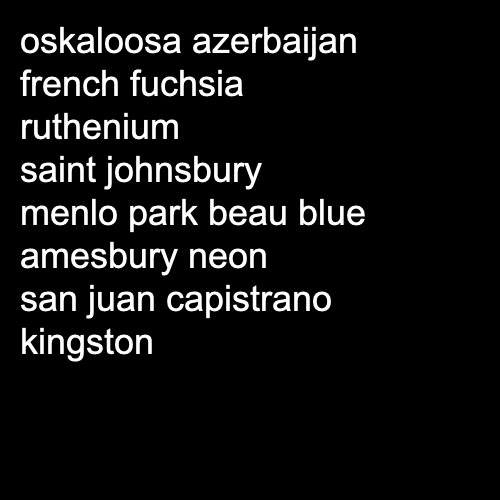 oskaloosa azerbaijan
french fuchsia
ruthenium
saint johnsbury
menlo park beau blue
amesbury neon
san juan capistrano
kingston